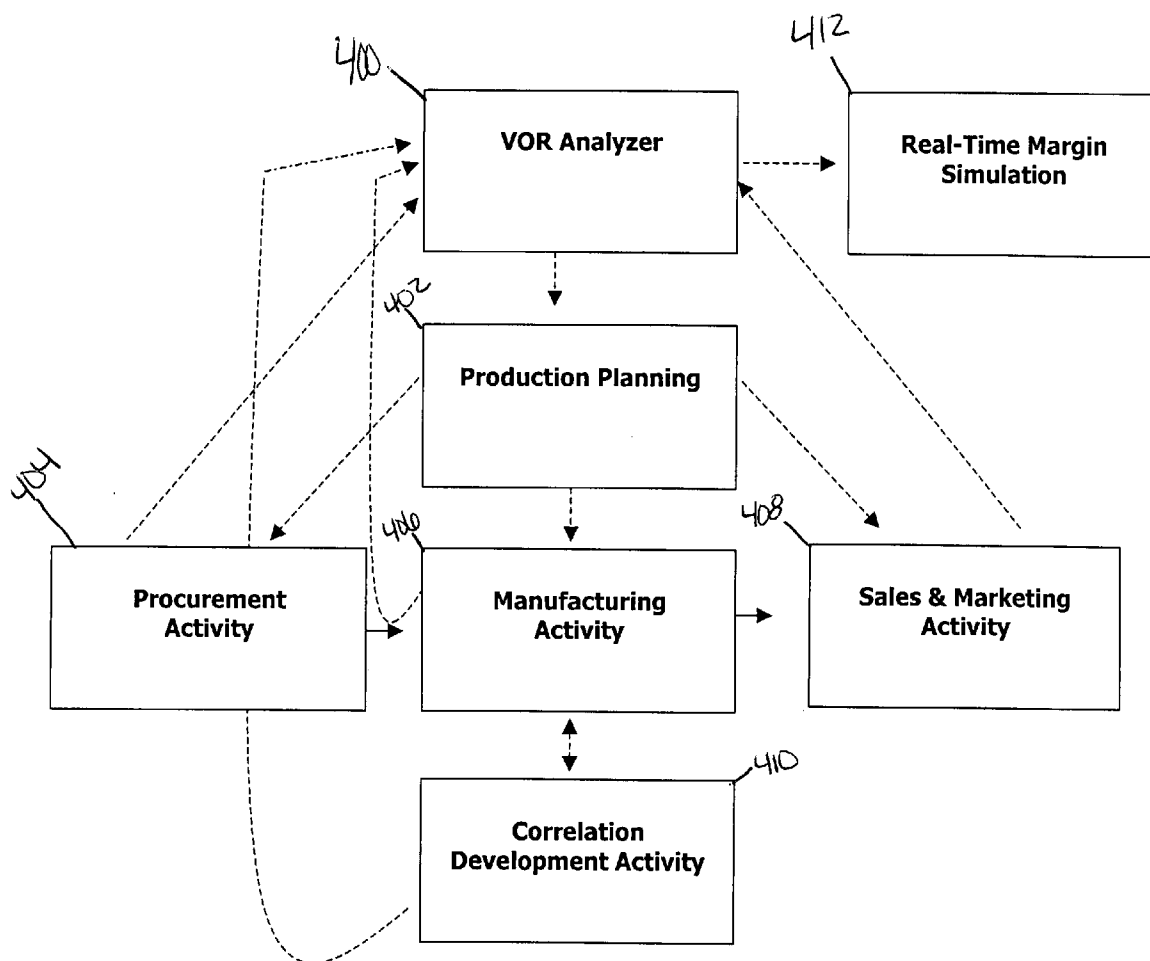 400
412
VOR Analyzer
Real-Time Margin
Simulation
402
Production Planning
404
406
408
Procurement
Activity
Manufacturing
Activity
Sales & Marketing
Activity
410
Correlation
Development Activity